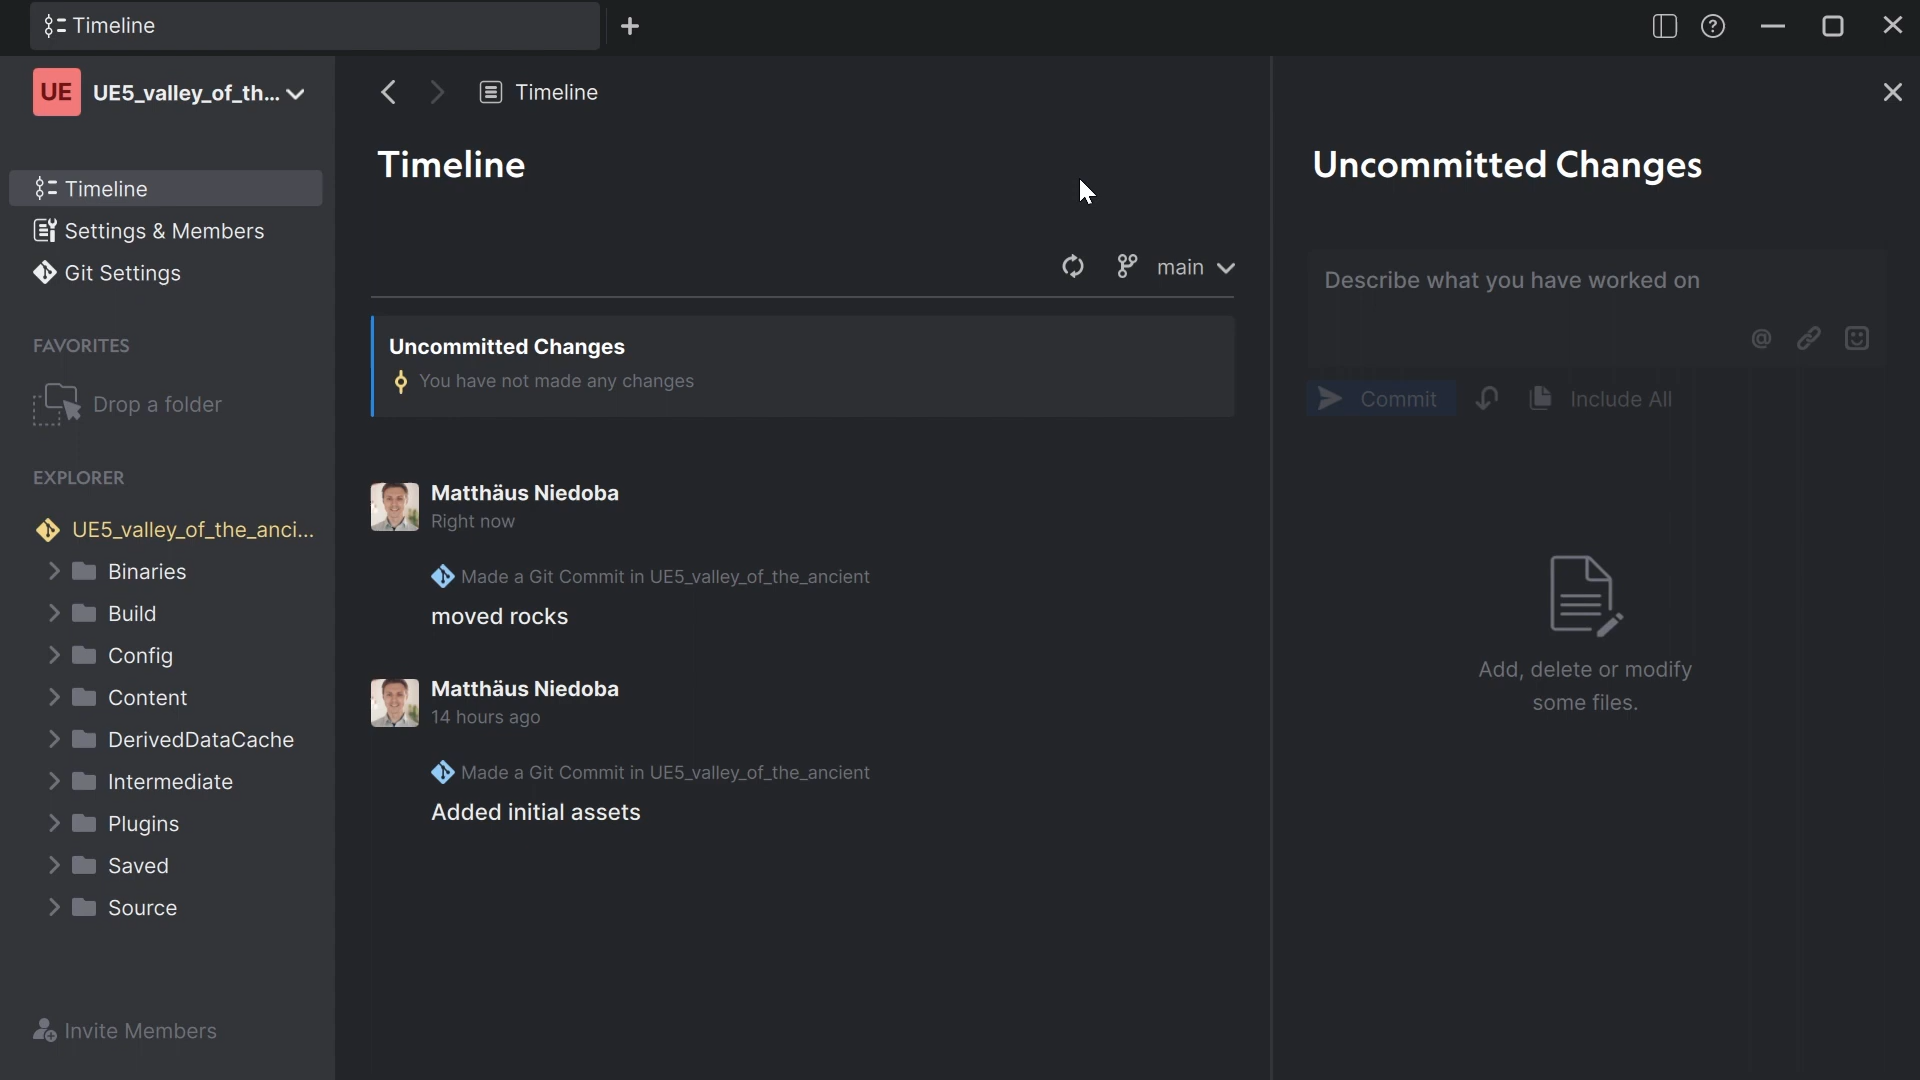 Timeline
UE
UE5_valley_of_th...
Timeline
Settings & Members
Git Settings
FAVORITES
Drop a folder
EXPLORER
UE5_valley_of_the_anci...
Binaries
Build
Config
Content
DerivedDataCache
Intermediate
Plugins
Saved
Source
Invite Members
Timeline
Timeline
main
Uncommitted Changes
You have not made any changes
Matthäus Niedoba
Right now
Made a Git Commit in UE5_valley_of_the_ancient
moved rocks
Matthäus Niedoba
14 hours ago
Made a Git Commit in UE5_valley_of_the_ancient
Added initial assets
Uncommitted Changes
Describe what you have worked on
@
Commit
Include All
Add, delete or modify
some files.